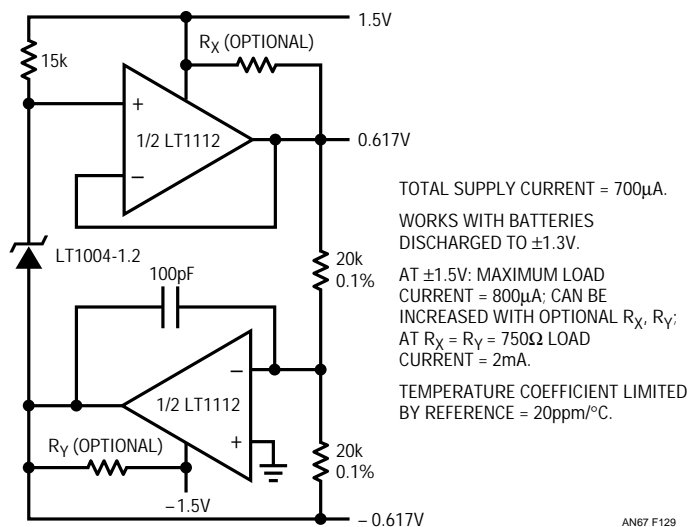 1.5V
R_X (OPTIONAL)
15k
+
1/2 LT1112
–
0.617V
LT1004-1.2
100pF
20k
0.1%
–
1/2 LT1112
+
R_Y (OPTIONAL)
–1.5V
20k
0.1%
– 0.617V
TOTAL SUPPLY CURRENT = 700µA.
WORKS WITH BATTERIES
DISCHARGED TO ±1.3V.
AT ±1.5V: MAXIMUM LOAD
CURRENT = 800µA; CAN BE
INCREASED WITH OPTIONAL R_X, R_Y;
AT R_X = R_Y = 750Ω LOAD
CURRENT = 2mA.
TEMPERATURE COEFFICIENT LIMITED
BY REFERENCE = 20ppm/°C.
AN67 F129